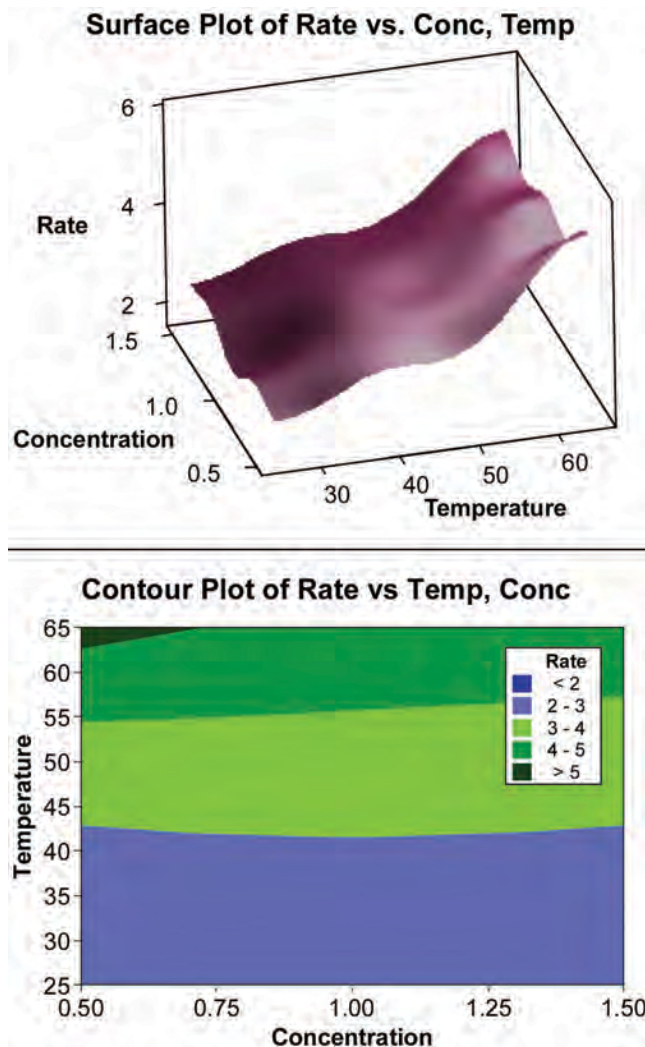 Surface Plot of Rate vs. Conc, Temp
6
4
Rate
2
1.5
1.0
Concentration
0.5
30
40
50
60
Temperature
Contour Plot of Rate vs Temp, Conc
65
60
55
50
45
40
35
30
25
Temperature
Rate
< 2
2 - 3
3 - 4
4 - 5
> 5
0.50 0.75 1.00 1.25 1.50
Concentration